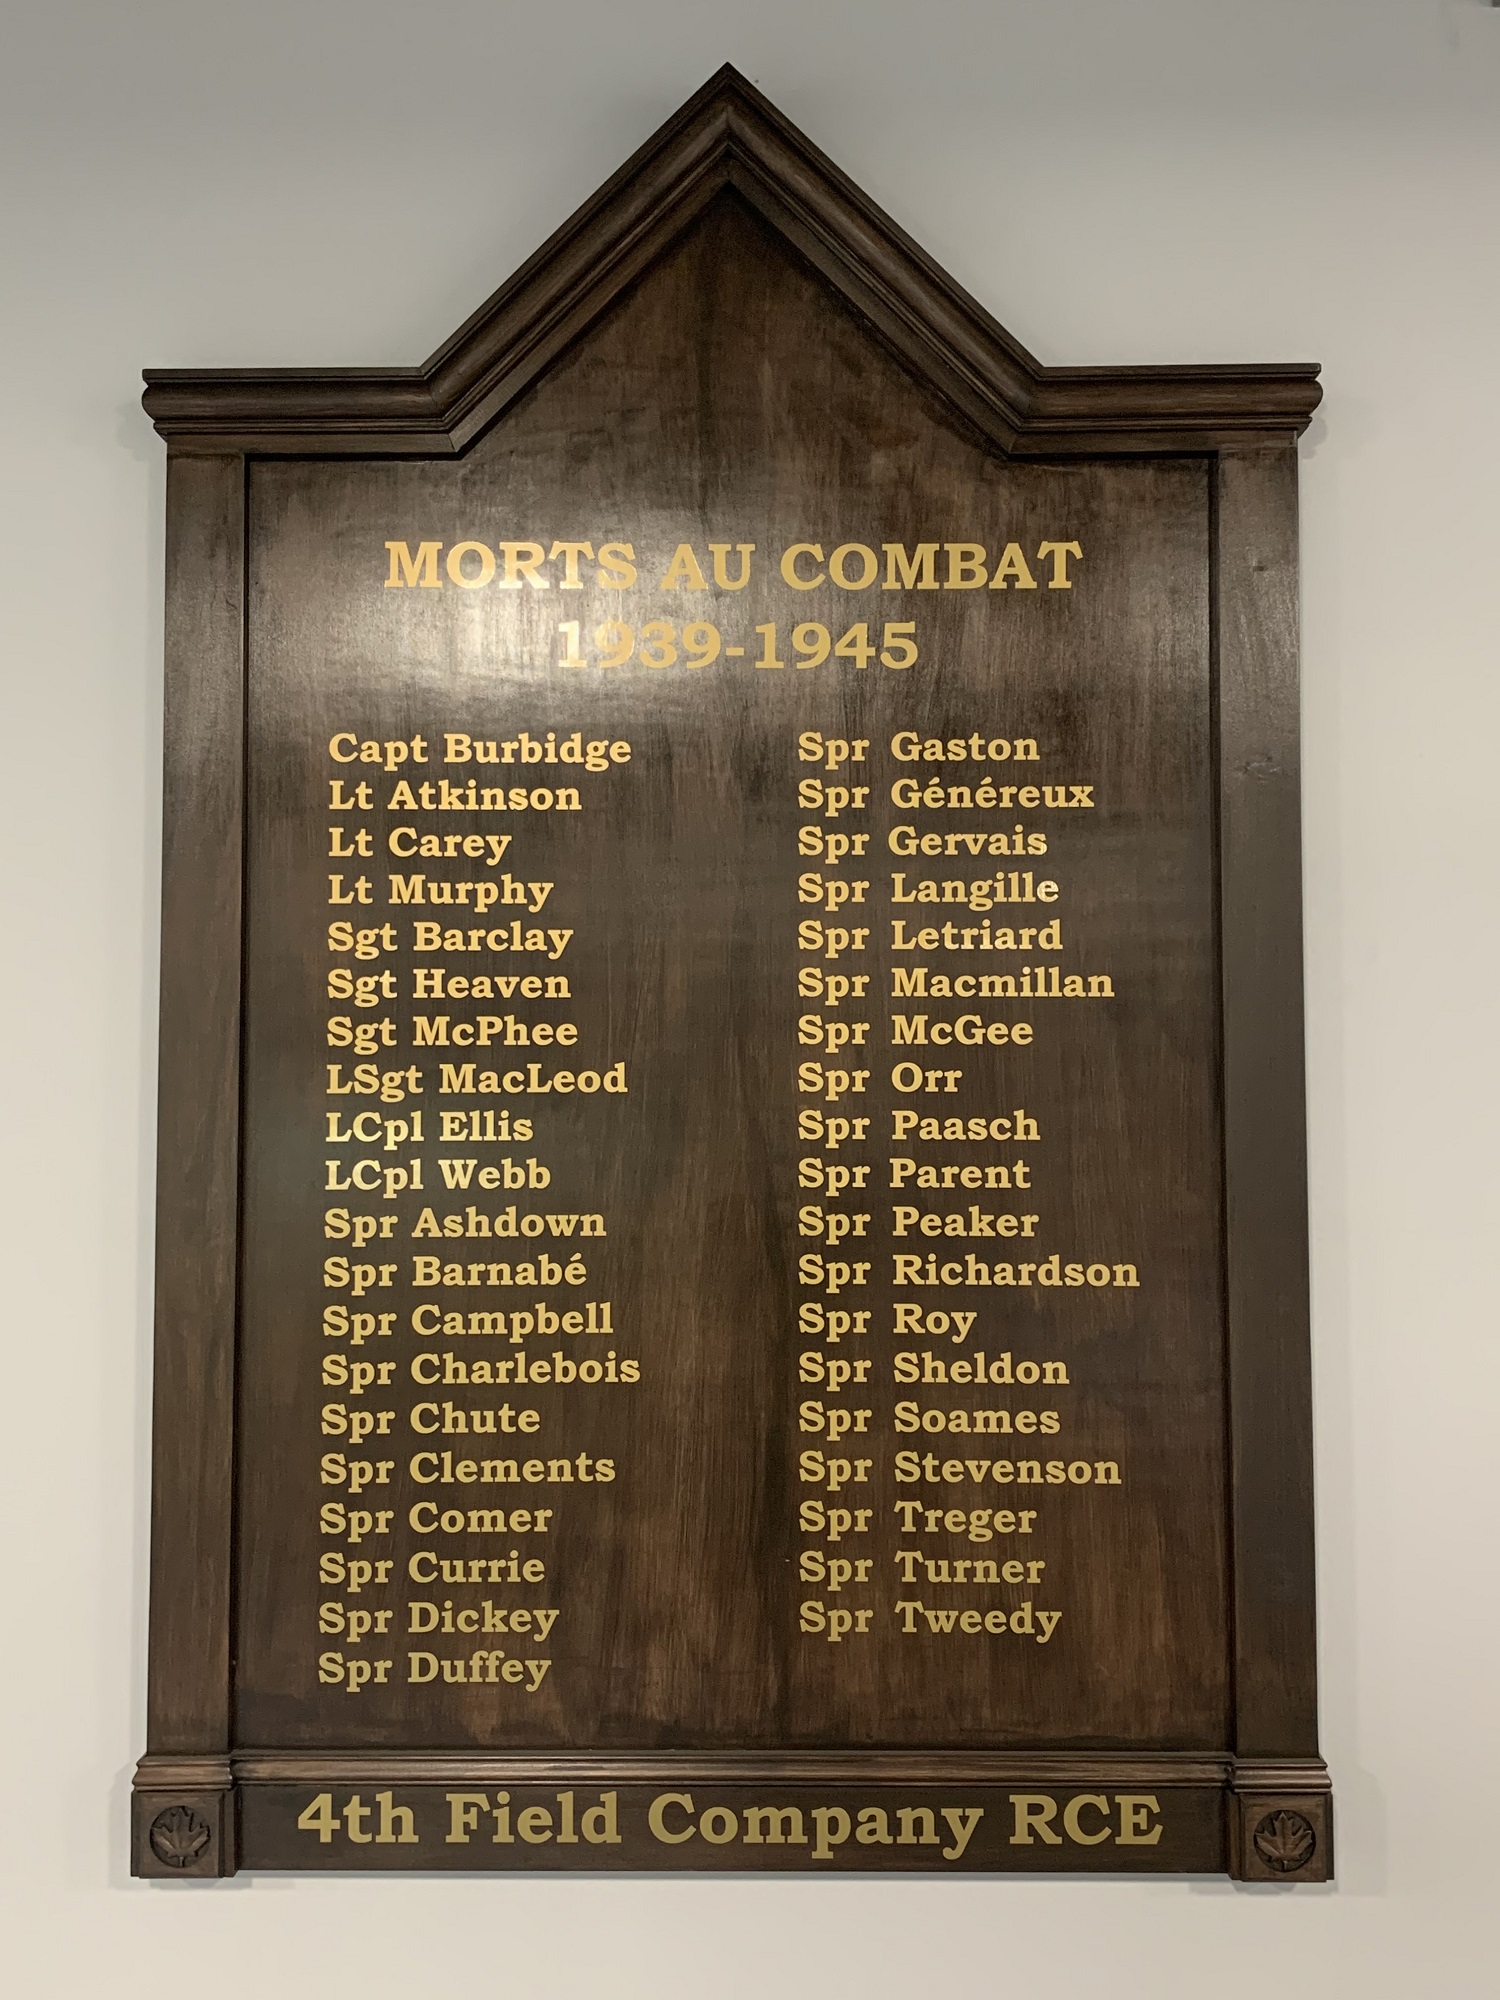 MORTS AU COMBAT
1939-1945
Capt Burbidge
Lt Atkinson
Lt Carey
Lt Murphy
Sgt Barclay
Sgt Heaven
Sgt McPhee
LSgt MacLeod
LCpl Ellis
LCpl Webb
Spr Ashdown
Spr Barnabé
Spr Campbell
Spr Charlebois
Spr Chute
Spr Clements
Spr Comer
Spr Currie
Spr Dickey
Spr Duffey
Spr Gaston
Spr Généreux
Spr Gervais
Spr Langille
Spr Letriard
Spr Macmillan
Spr McGee
Spr Orr
Spr Paasch
Spr Parent
Spr Peaker
Spr Richardson
Spr Roy
Spr Sheldon
Spr Soames
Spr Stevenson
Spr Treger
Spr Turner
Spr Tweedy
4th Field Company RCE